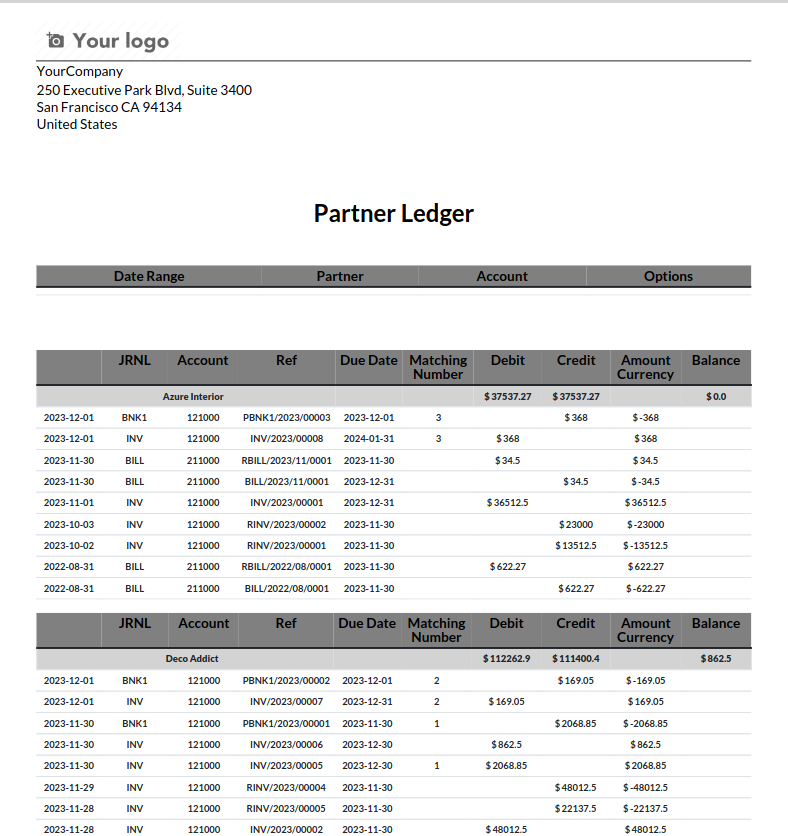 Your logo
YourCompany
250 Executive Park Blvd, Suite 3400
San Francisco CA 94134
United States
Partner Ledger
Date Range Partner Account Options
JRNL Account Ref Due Date Matching Number Debit Credit Amount Currency Balance
Azure Interior $ 37537.27 $ 37537.27 $ 0.0
2023-12-01 BNK1 121000 PBNK1/2023/00003 2023-12-01 3 $ 368 $ -368
2023-12-01 INV 121000 INV/2023/00008 2024-01-31 3 $ 368 $ 368
2023-11-30 BILL 211000 RBILL/2023/11/0001 2023-11-30 $ 34.5 $ 34.5
2023-11-30 BILL 211000 BILL/2023/11/0001 2023-12-31 $ 34.5 $ -34.5
2023-11-01 INV 121000 INV/2023/00001 2023-12-31 $ 36512.5 $ 36512.5
2023-10-03 INV 121000 RINV/2023/00002 2023-11-30 $ 23000 $ -23000
2023-10-02 INV 121000 RINV/2023/00001 2023-11-30 $ 13512.5 $ -13512.5
2022-08-31 BILL 211000 RBILL/2022/08/0001 2023-11-30 $ 622.27 $ 622.27
2022-08-31 BILL 211000 BILL/2022/08/0001 2023-11-30 $ 622.27 $ -622.27
JRNL Account Ref Due Date Matching Number Debit Credit Amount Currency Balance
Deco Addict $ 112262.9 $ 111400.4 $ 862.5
2023-12-01 BNK1 121000 PBNK1/2023/00002 2023-12-01 2 $ 169.05 $ -169.05
2023-12-01 INV 121000 INV/2023/00007 2023-12-31 2 $ 169.05 $ 169.05
2023-11-30 BNK1 121000 PBNK1/2023/00001 2023-11-30 1 $ 2068.85 $ -2068.85
2023-11-30 INV 121000 INV/2023/00006 2023-12-30 $ 862.5 $ 862.5
2023-11-30 INV 121000 INV/2023/00005 2023-12-30 1 $ 2068.85 $ 2068.85
2023-11-29 INV 121000 RINV/2023/00004 2023-11-30 $ 48012.5 $ -48012.5
2023-11-28 INV 121000 RINV/2023/00005 2023-11-30 $ 22137.5 $ -22137.5
2023-11-28 INV 121000 INV/2023/00002 2023-11-30 $ 48012.5 $ 48012.5